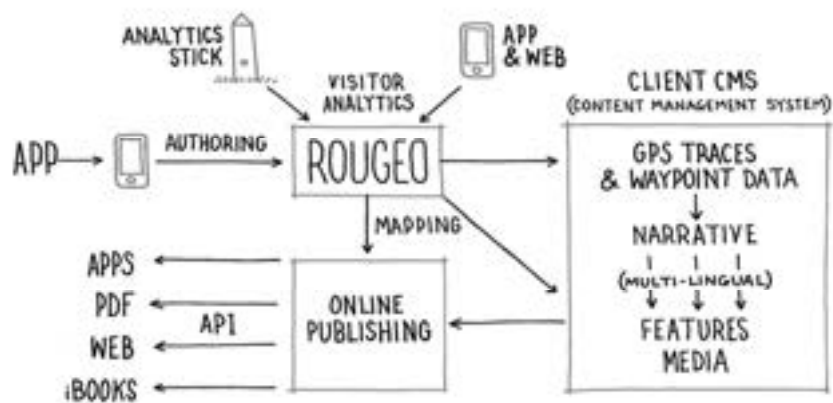 ANALYTICS
STICK
APP
& WEB
VISITOR
ANALYTICS
CLIENT CMS
(CONTENT MANAGEMENT SYSTEM)
APP
AUTHORING
ROUGEO
GPS TRACES
& WAYPOINT DATA
MAPPING
NARRATIVE
(MULTI-LINGUAL)
FEATURES
MEDIA
ONLINE
PUBLISHING
APPS
PDF
API
WEB
iBOOKS